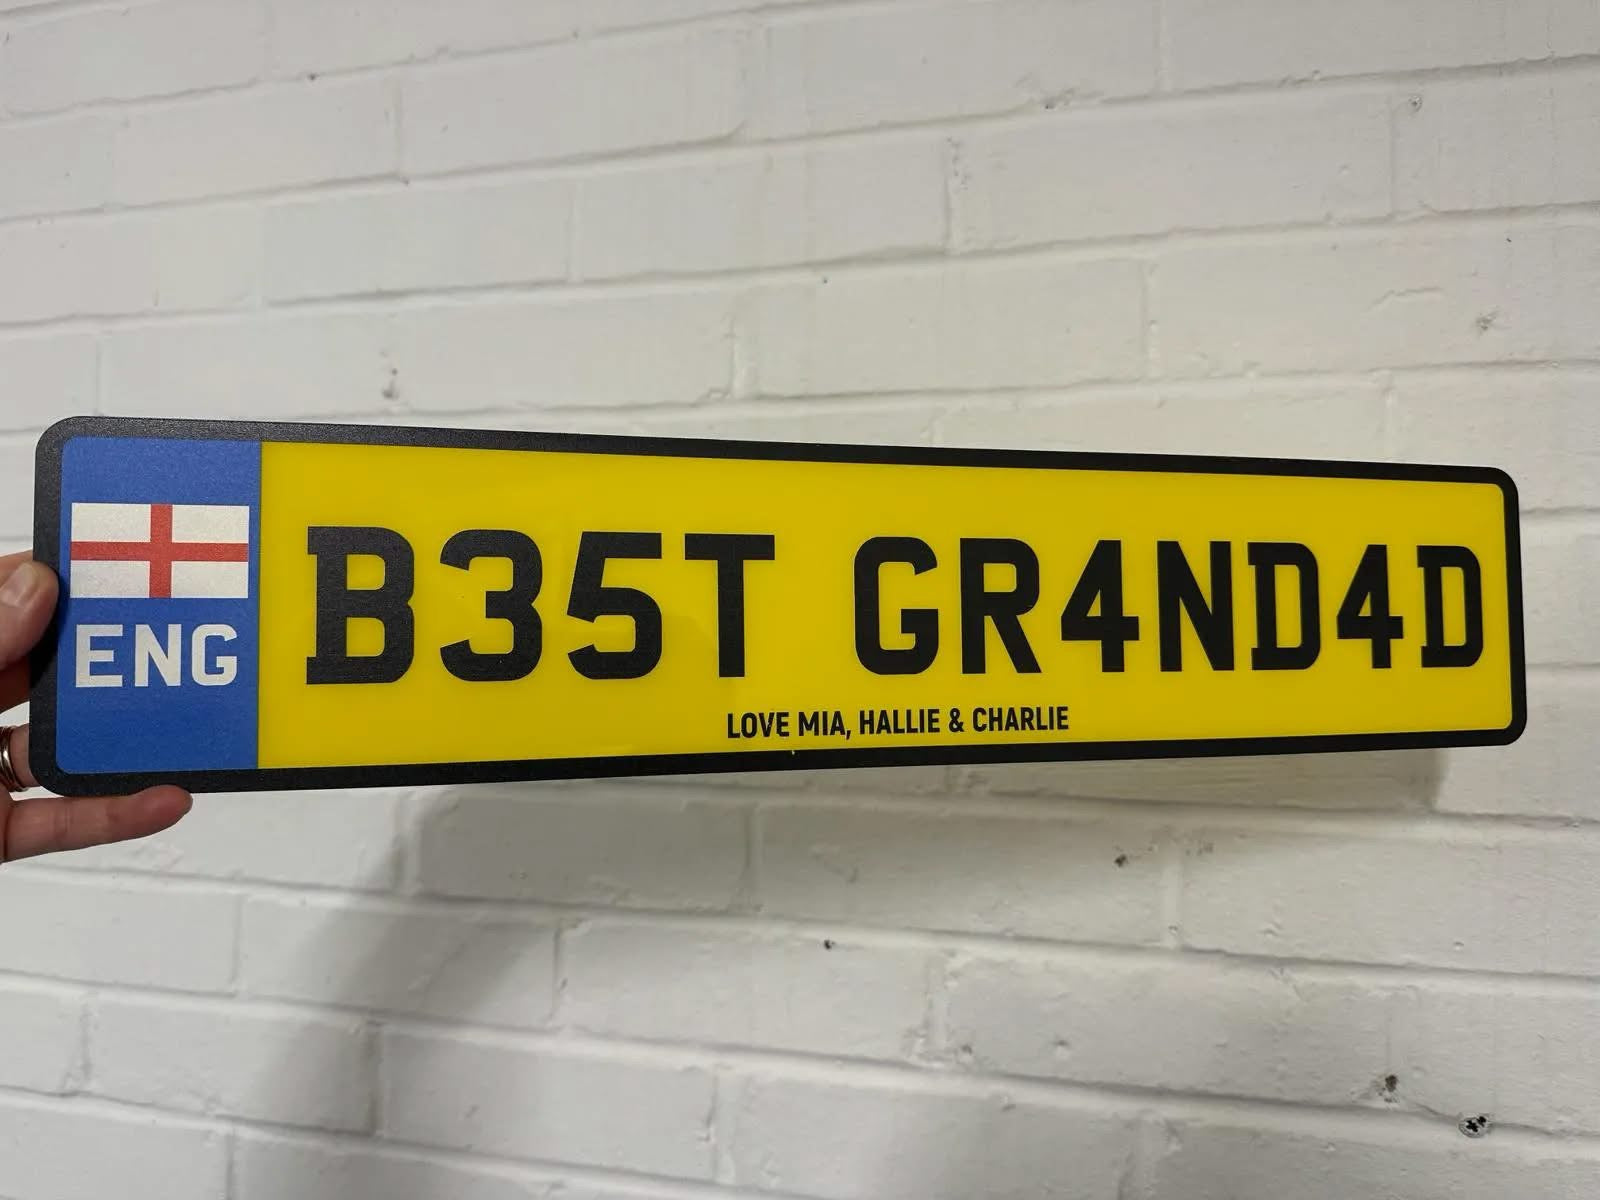 ENG
B35T GR4ND4D
LOVE MIA, HALLIE & CHARLIE